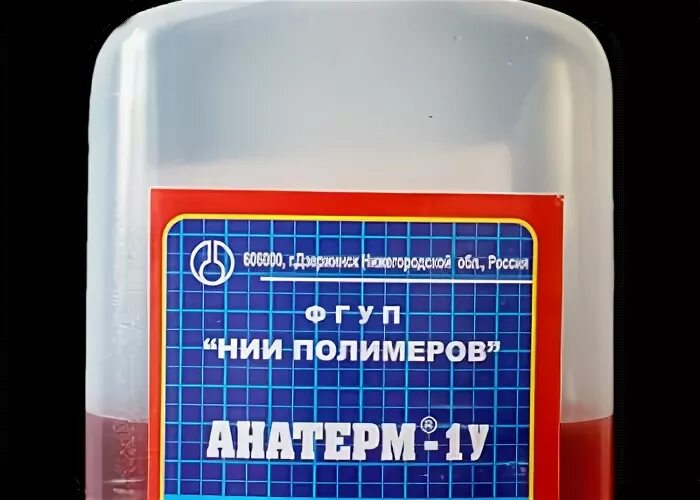 606000, г.Дзержинск Нижегородской обл., Россия
ФГУП
"НИИ ПОЛИМЕРОВ"
АНАТЕРМ®-1У